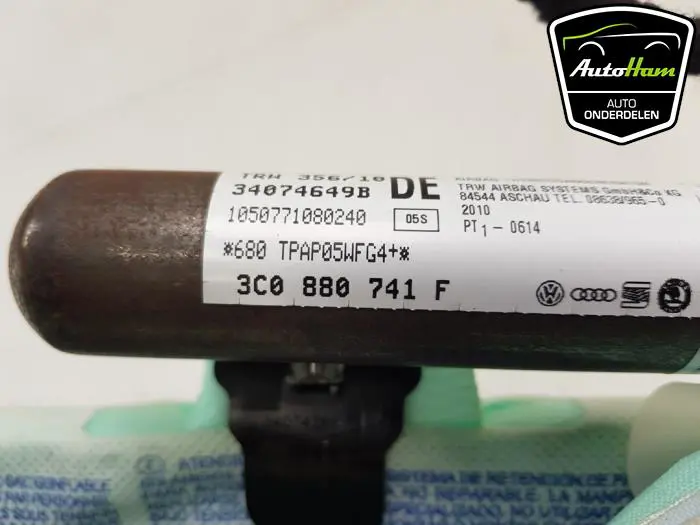 AutoHam
AUTO
ONDERDELEN
TRW 356/10
34074649B DE
1050771080240 05S
*680 TPAP05WFG4+*
3C0 880 741 F
TRW AIRBAG SYSTEMS GmbH&Co KG
84544 ASCHAU TEL. 08638/965-0
2010
PT1 - 0614
E ATENCIÓN